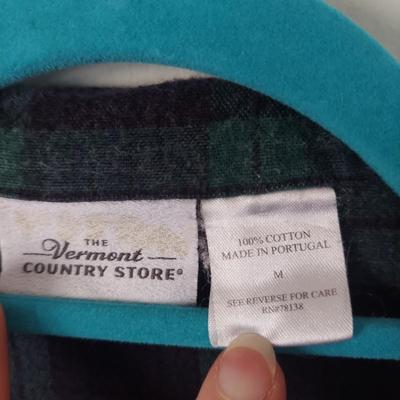 THE
Vermont
COUNTRY STORE®
100% COTTON
MADE IN PORTUGAL
M
SEE REVERSE FOR CARE
RN#78138